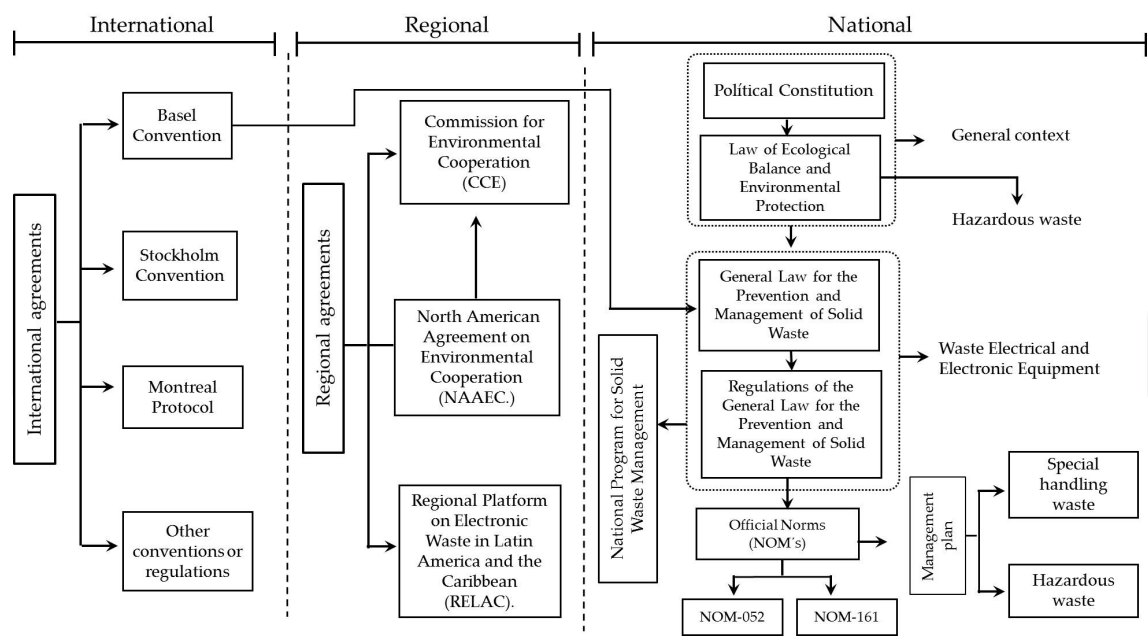 International
Regional
National
International agreements
Basel
Convention
Stockholm
Convention
Montreal
Protocol
Other
conventions or
regulations
Regional agreements
Commission for
Environmental
Cooperation
(CCE)
North American
Agreement on
Environmental
Cooperation
(NAAEC.)
Regional Platform
on Electronic
Waste in Latin
America and the
Caribbean
(RELAC).
Polítical Constitution
Law of Ecological
Balance and
Environmental
Protection
General context
Hazardous waste
General Law for the
Prevention and
Management of Solid
Waste
Regulations of the
General Law for the
Prevention and
Management of Solid
Waste
Waste Electrical and
Electronic Equipment
National Program for Solid
Waste Management
Official Norms
(NOM´s)
NOM-052
NOM-161
Management
plan
Special
handling
waste
Hazardous
waste